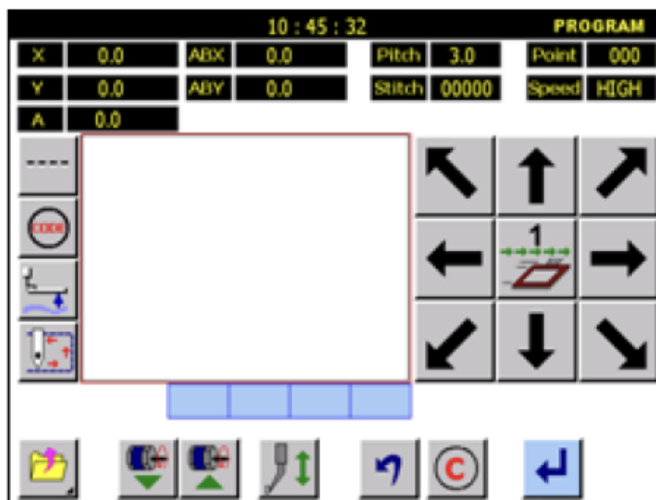 10 : 45 : 32 PROGRAM
X 0.0 ABX 0.0 Pitch 3.0 Point 000
Y 0.0 ABY 0.0 Stitch 00000 Speed HIGH
A 0.0
CODE
1
C